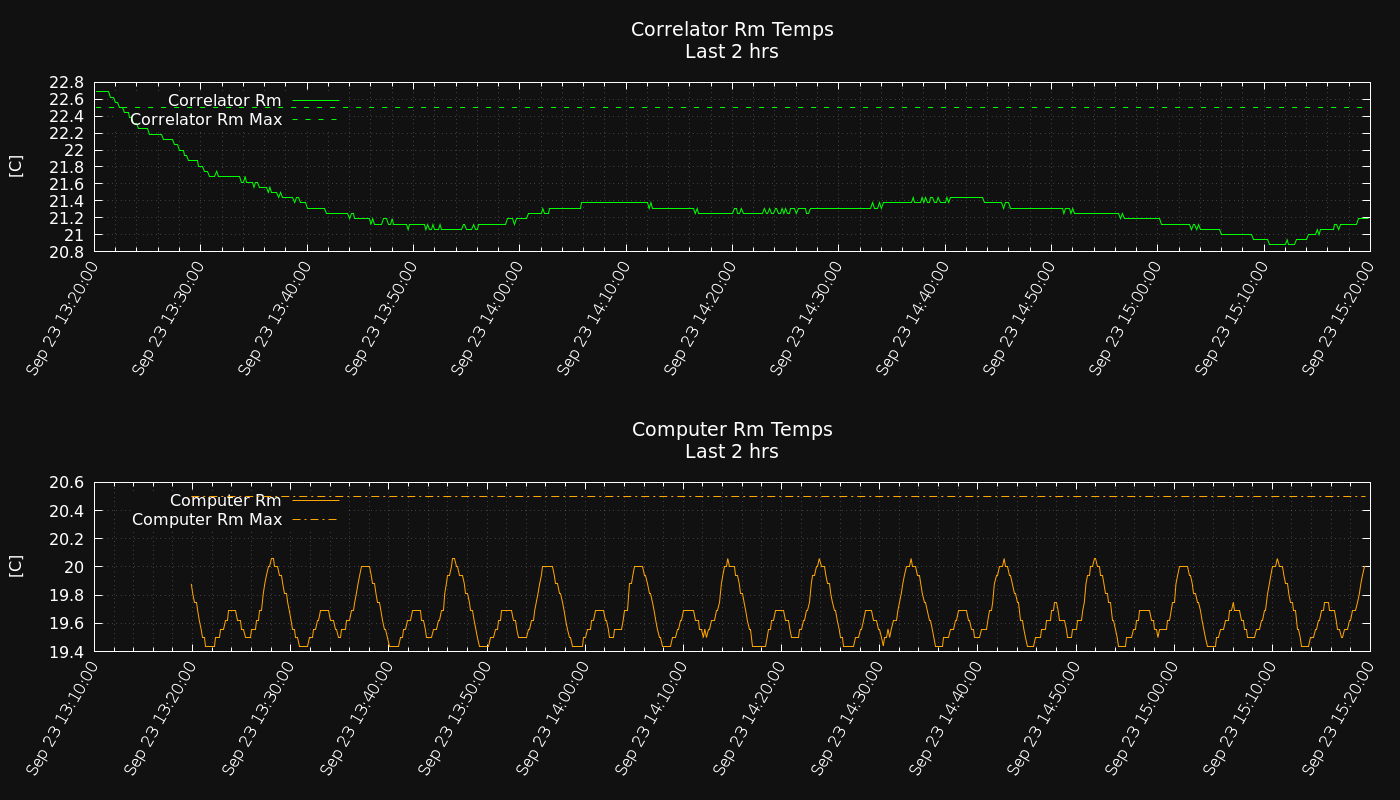 Correlator Rm Temps
Last 2 hrs
22.8
22.6
22.4
22.2
22
21.8
21.6
21.4
21.2
21
20.8
[C]
Correlator Rm
Correlator Rm Max
Sep 23 13:20:00
Sep 23 13:30:00
Sep 23 13:40:00
Sep 23 13:50:00
Sep 23 14:00:00
Sep 23 14:10:00
Sep 23 14:20:00
Sep 23 14:30:00
Sep 23 14:40:00
Sep 23 14:50:00
Sep 23 15:00:00
Sep 23 15:10:00
Sep 23 15:20:00
Computer Rm Temps
Last 2 hrs
20.6
20.4
20.2
20
19.8
19.6
19.4
[C]
Computer Rm
Computer Rm Max
Sep 23 13:10:00
Sep 23 13:20:00
Sep 23 13:30:00
Sep 23 13:40:00
Sep 23 13:50:00
Sep 23 14:00:00
Sep 23 14:10:00
Sep 23 14:20:00
Sep 23 14:30:00
Sep 23 14:40:00
Sep 23 14:50:00
Sep 23 15:00:00
Sep 23 15:10:00
Sep 23 15:20:00